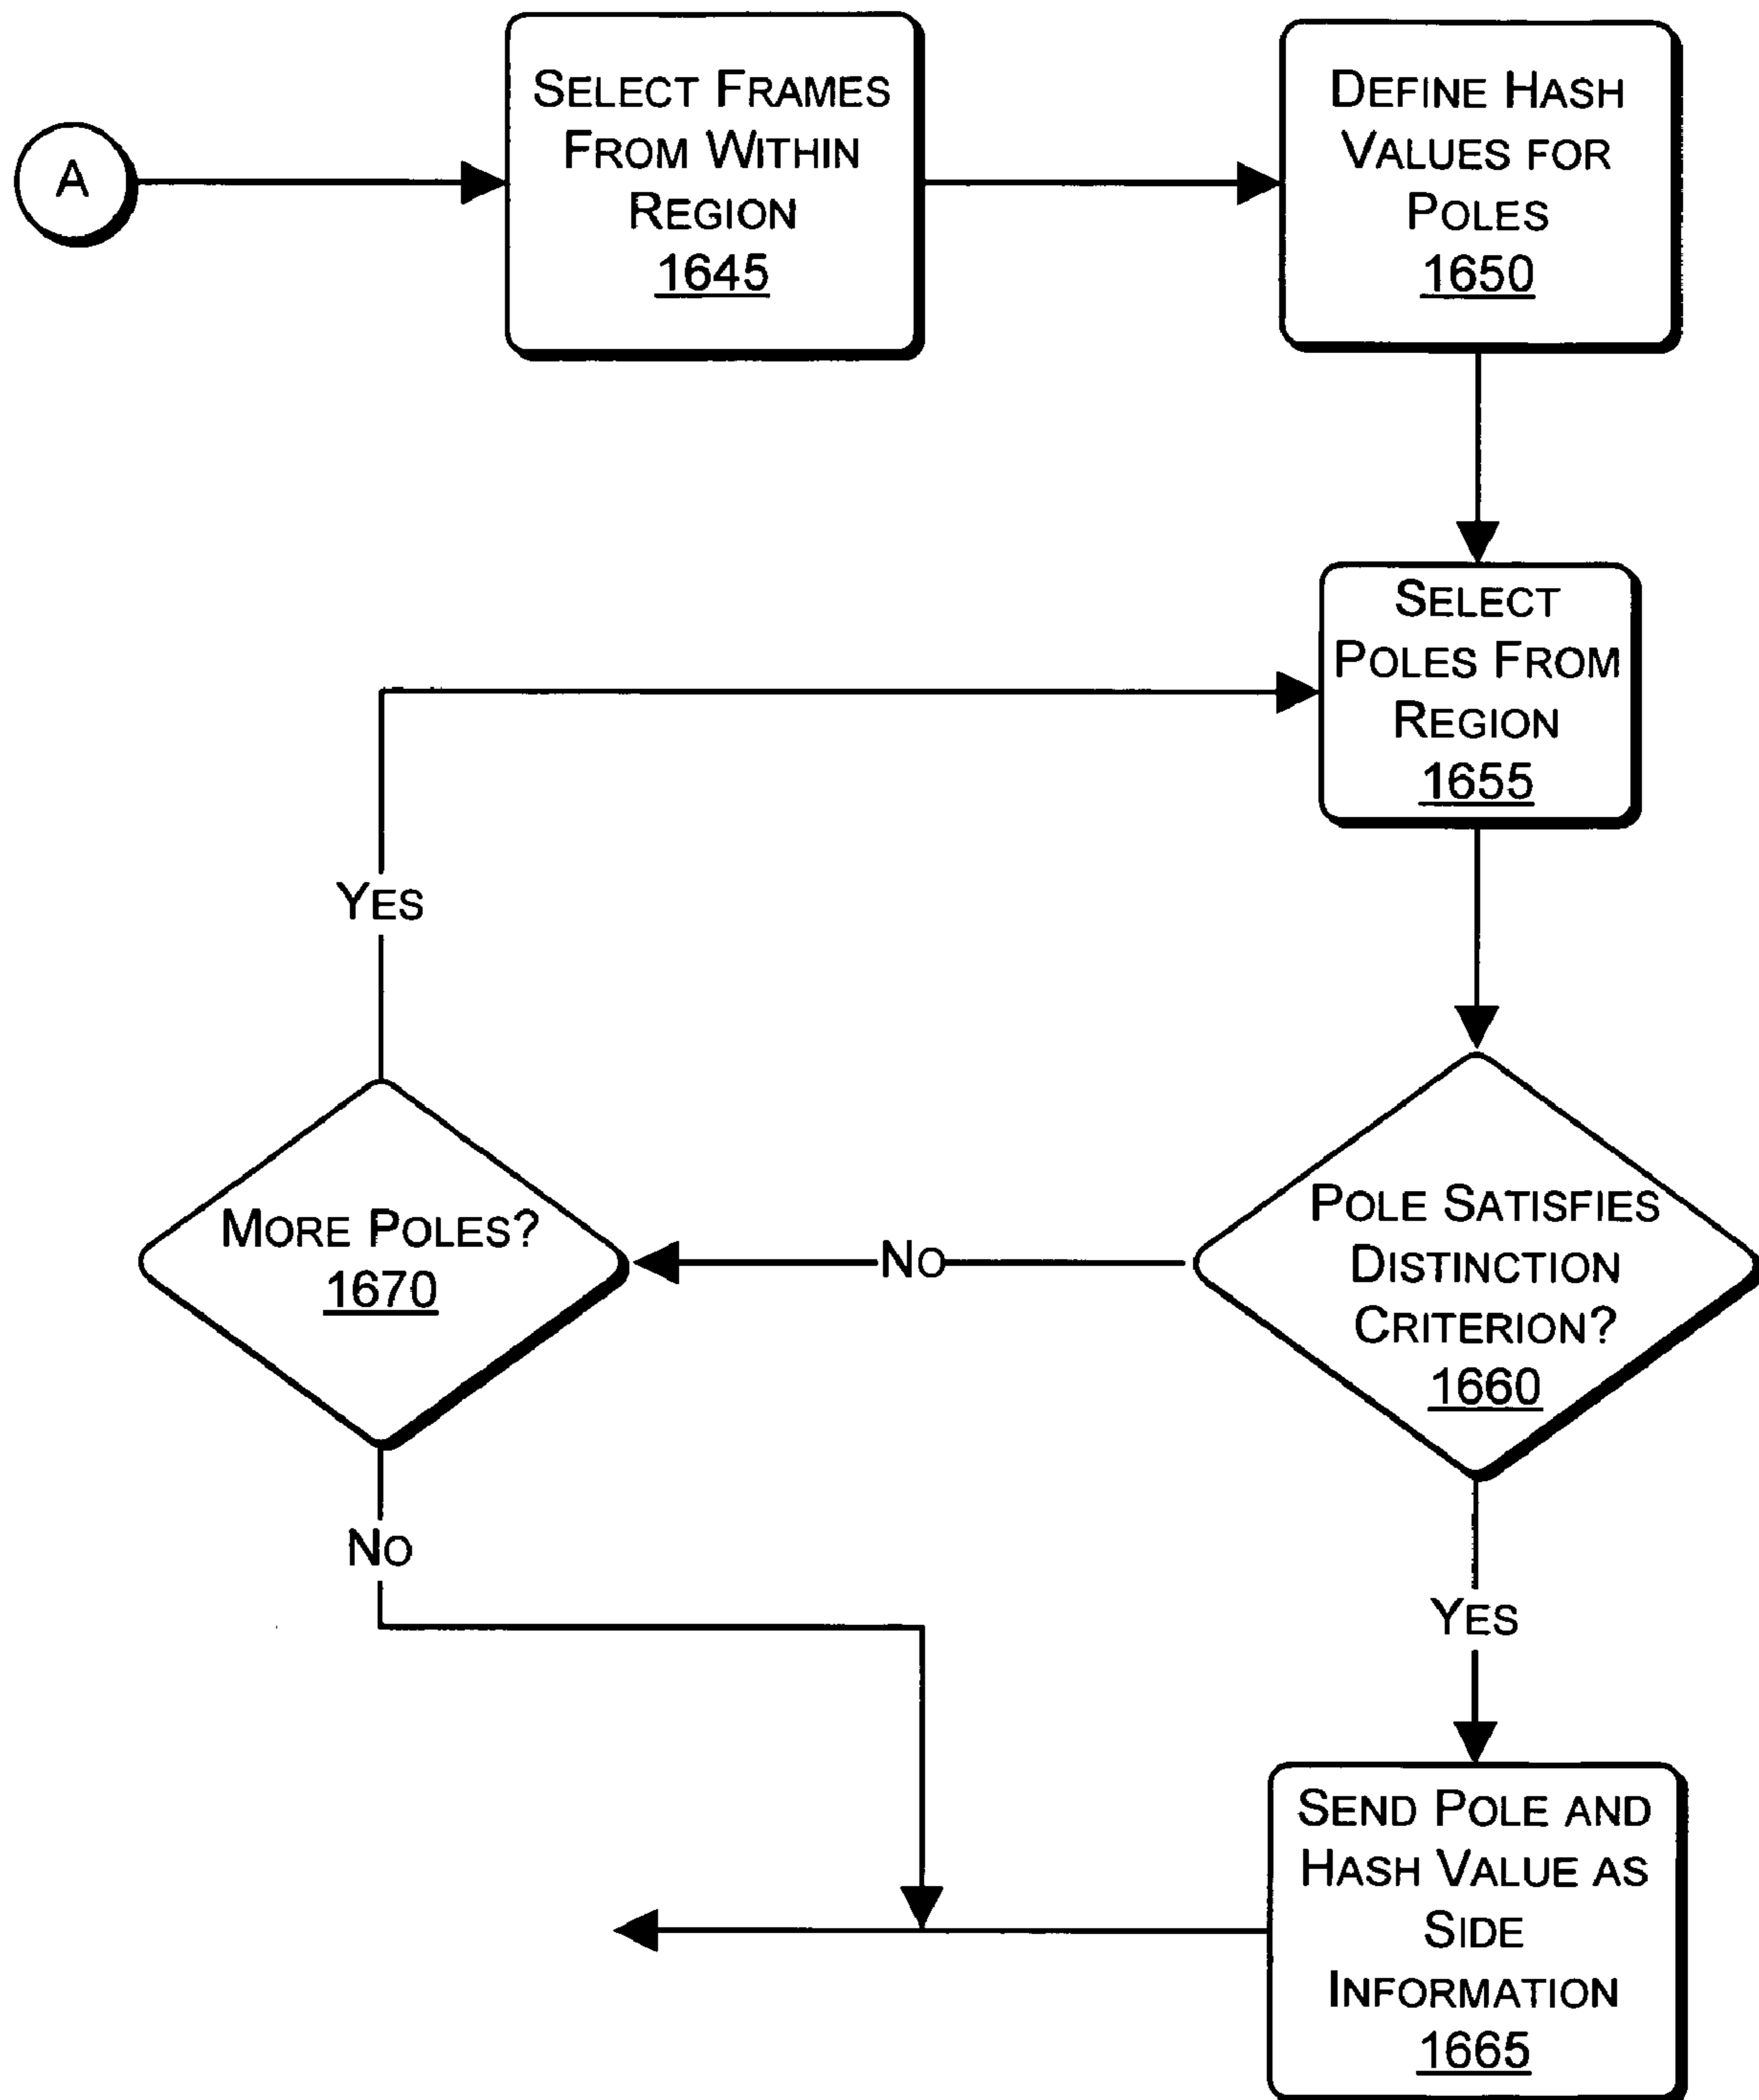 A
SELECT FRAMES
FROM WITHIN
REGION
1645
DEFINE HASH
VALUES FOR
POLES
1650
SELECT
POLES FROM
REGION
1655
YES
MORE POLES?
1670
NO
POLE SATISFIES
DISTINCTION
CRITERION?
1660
NO
YES
SEND POLE AND
HASH VALUE AS
SIDE
INFORMATION
1665